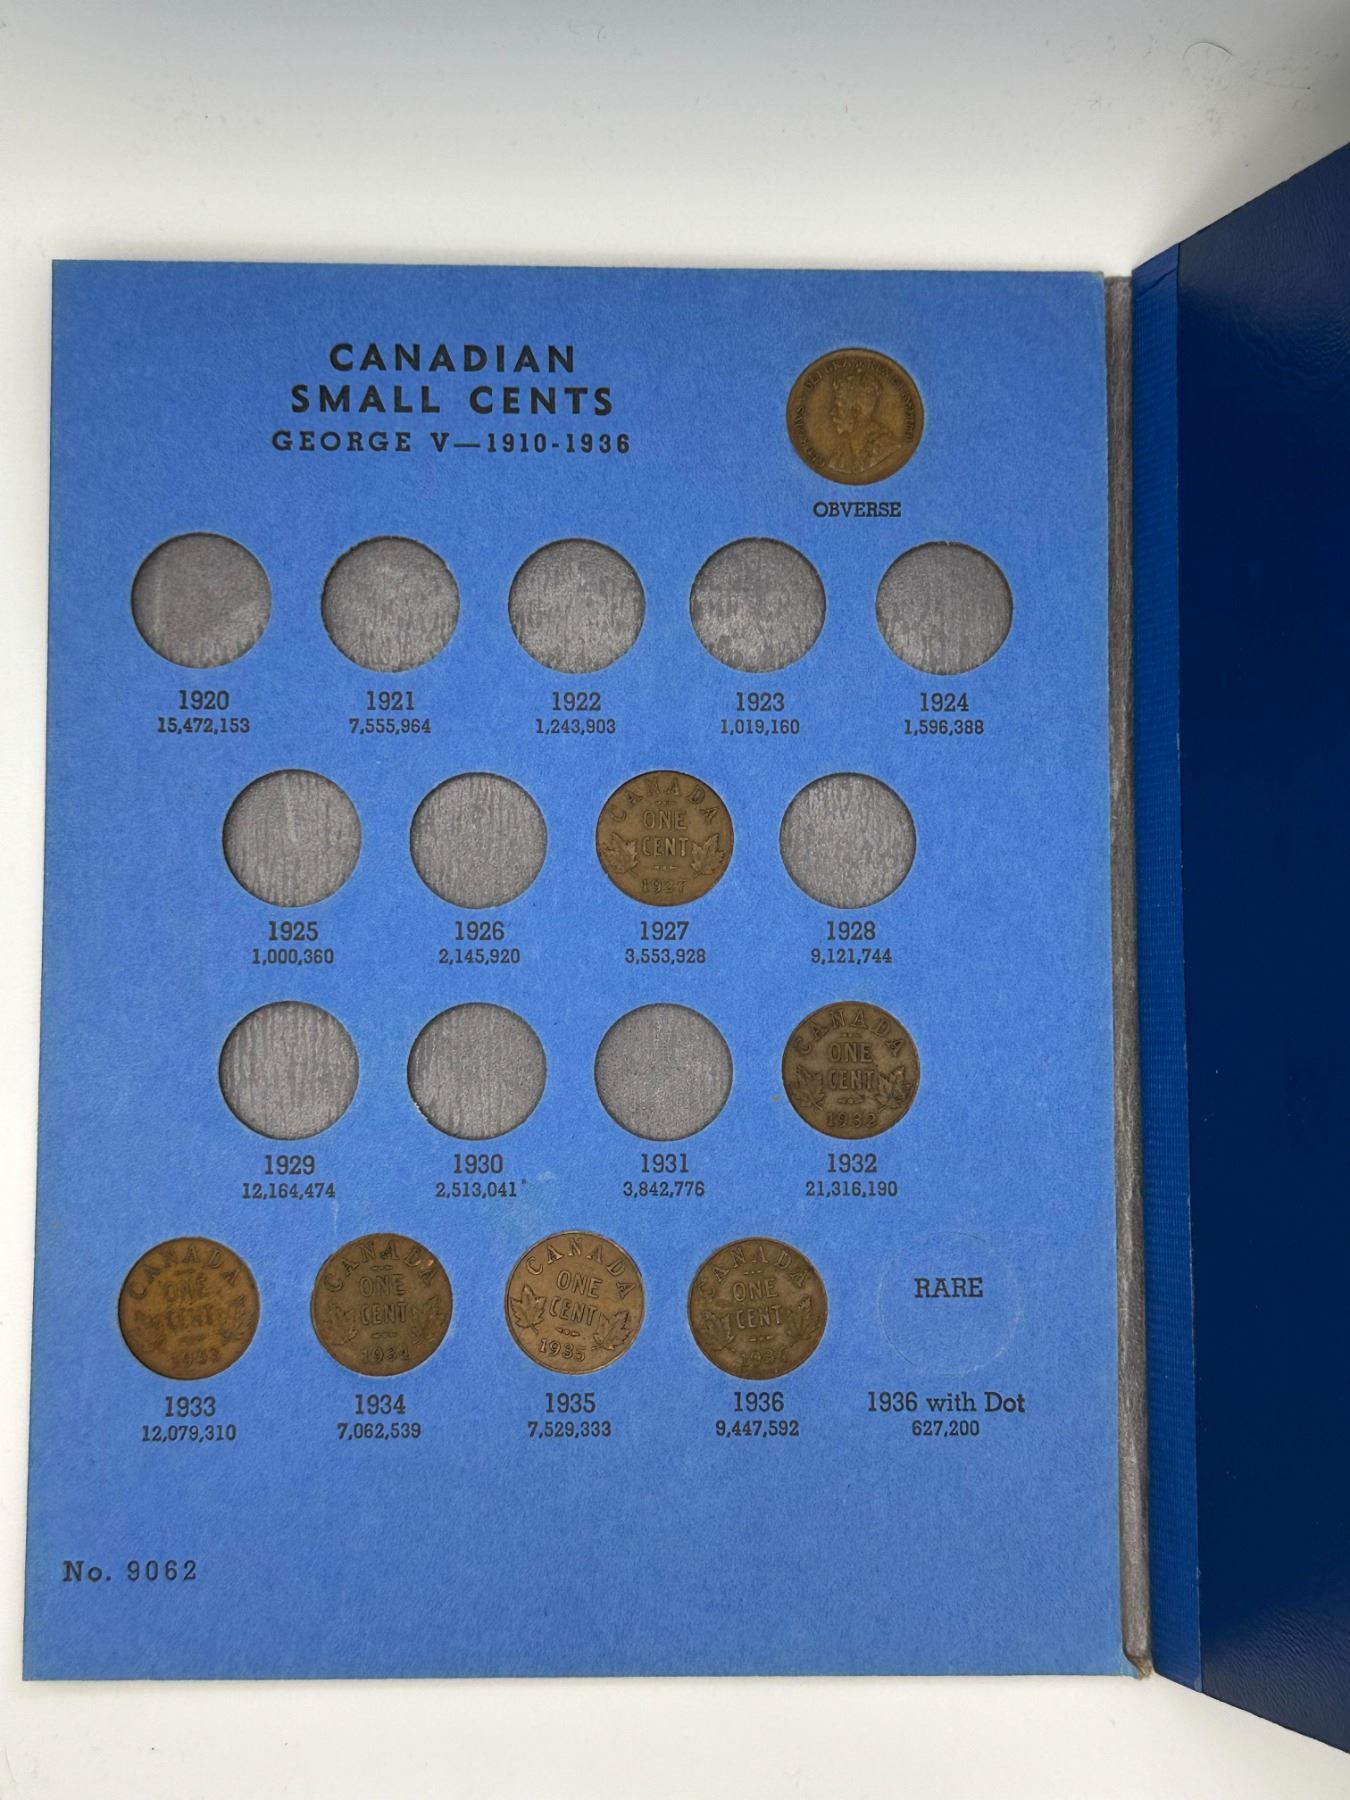 CANADIAN
SMALL CENTS
GEORGE V—1910-1936
OBVERSE
1920 1921 1922 1923 1924
15,472,153 7,555,964 1,243,903 1,019,160 1,596,388
CANADA
ONE
CENT
1927
1925 1926 1927 1928
1,000,360 2,145,920 3,553,928 9,121,744
CANADA
ONE
CENT
1932
1929 1930 1931 1932
12,164,474 2,513,041 3,842,776 21,316,190
CANADA CANADA CANADA CANADA
ONE ONE ONE ONE RARE
CENT CENT CENT CENT
1933 1934 1935 1936
1933 1934 1935 1936 1936 with Dot
12,079,310 7,062,539 7,529,333 9,447,592 627,200
No. 9062